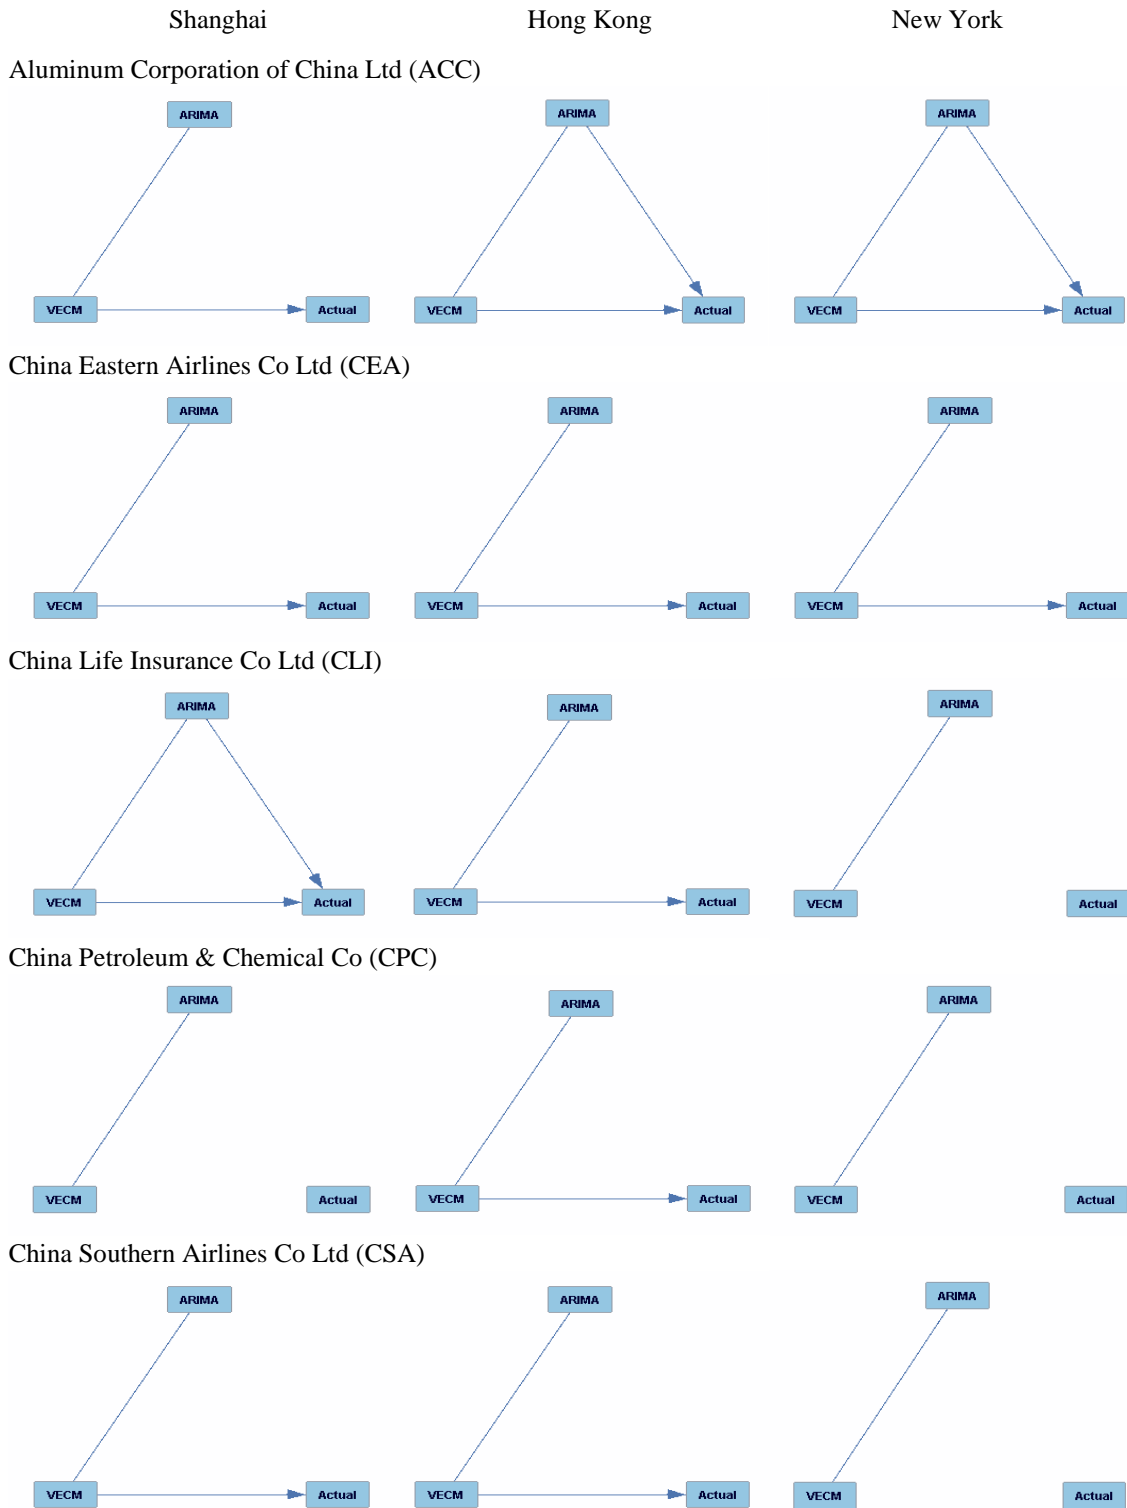 Shanghai Hong Kong New York
Aluminum Corporation of China Ltd (ACC)
ARIMA ARIMA ARIMA
VECM Actual VECM Actual VECM Actual
China Eastern Airlines Co Ltd (CEA)
ARIMA ARIMA ARIMA
VECM Actual VECM Actual VECM Actual
China Life Insurance Co Ltd (CLI)
ARIMA ARIMA ARIMA
VECM Actual VECM Actual VECM Actual
China Petroleum & Chemical Co (CPC)
ARIMA ARIMA ARIMA
VECM Actual VECM Actual VECM Actual
China Southern Airlines Co Ltd (CSA)
ARIMA ARIMA ARIMA
VECM Actual VECM Actual VECM Actual